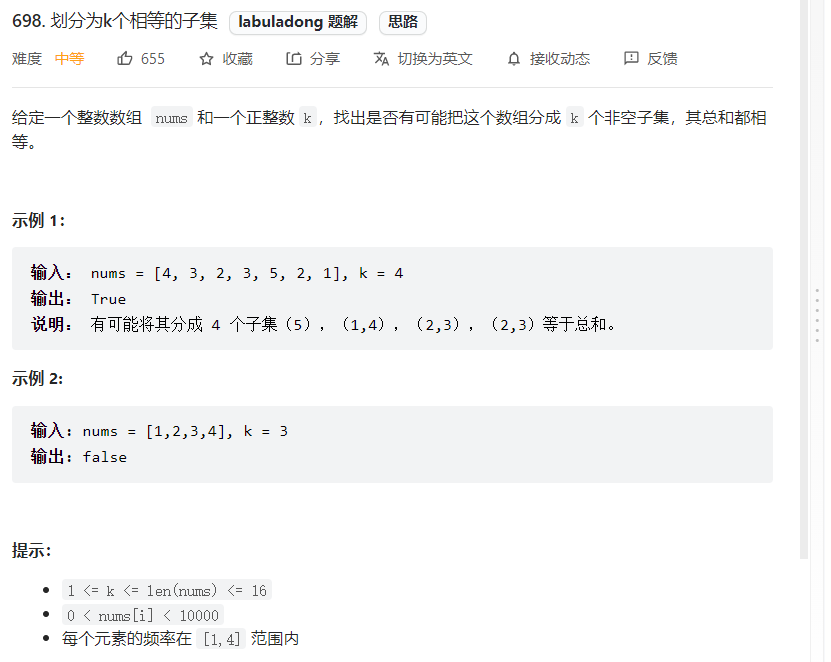 698. 划分为k个相等的子集 labuladong 题解 思路
难度 中等 655 收藏 分享 切换为英文 接收动态 反馈
给定一个整数数组 nums 和一个正整数 k，找出是否有可能把这个数组分成 k 个非空子集，其总和都相
等。
示例 1：
输入： nums = [4, 3, 2, 3, 5, 2, 1], k = 4
输出： True
说明： 有可能将其分成 4 个子集（5），（1,4），（2,3），（2,3）等于总和。
示例 2:
输入: nums = [1,2,3,4], k = 3
输出: false
提示：
1 <= k <= len(nums) <= 16
0 < nums[i] < 10000
每个元素的频率在 [1,4] 范围内